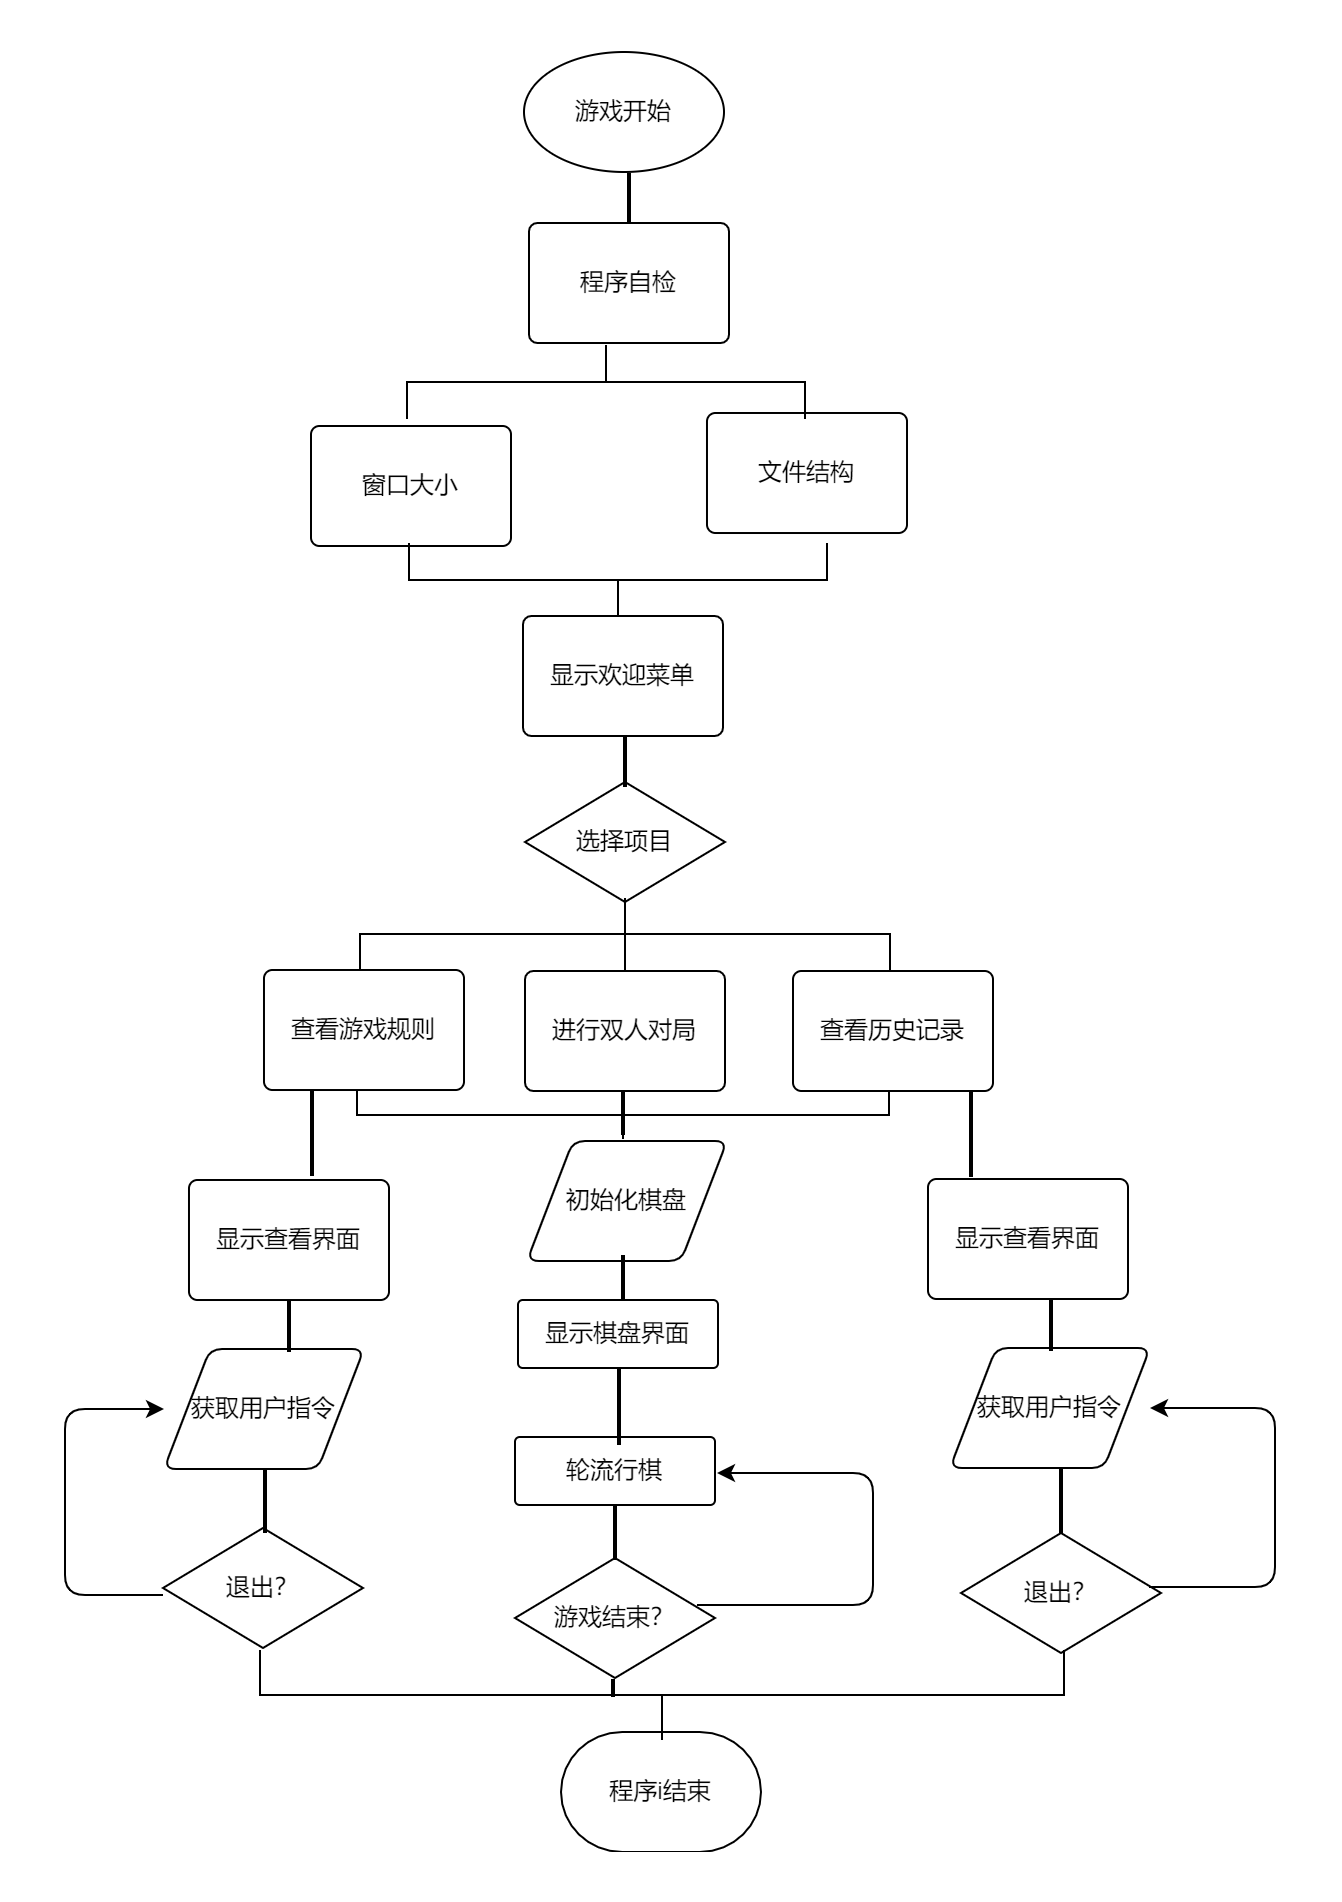 游戏开始
程序自检
窗口大小
文件结构
显示欢迎菜单
选择项目
查看游戏规则
进行双人对局
查看历史记录
初始化棋盘
显示查看界面
显示查看界面
显示棋盘界面
获取用户指令
获取用户指令
轮流行棋
退出？
游戏结束？
退出？
程序i结束